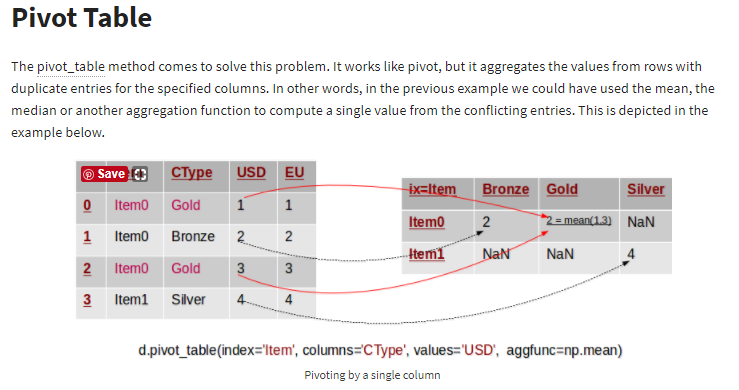 Pivot Table
The pivot_table method comes to solve this problem. It works like pivot, but it aggregates the values from rows with
duplicate entries for the specified columns. In other words, in the previous example we could have used the mean, the
median or another aggregation function to compute a single value from the conflicting entries. This is depicted in the
example below.
Save CType USD EU
0 Item0 Gold 1 1
1 Item0 Bronze 2 2
2 Item0 Gold 3 3
3 Item1 Silver 4 4
ix=Item Bronze Gold Silver
Item0 2 2 = mean(1,3) NaN
Item1 NaN NaN 4
d.pivot_table(index='Item', columns='CType', values='USD', aggfunc=np.mean)
Pivoting by a single column